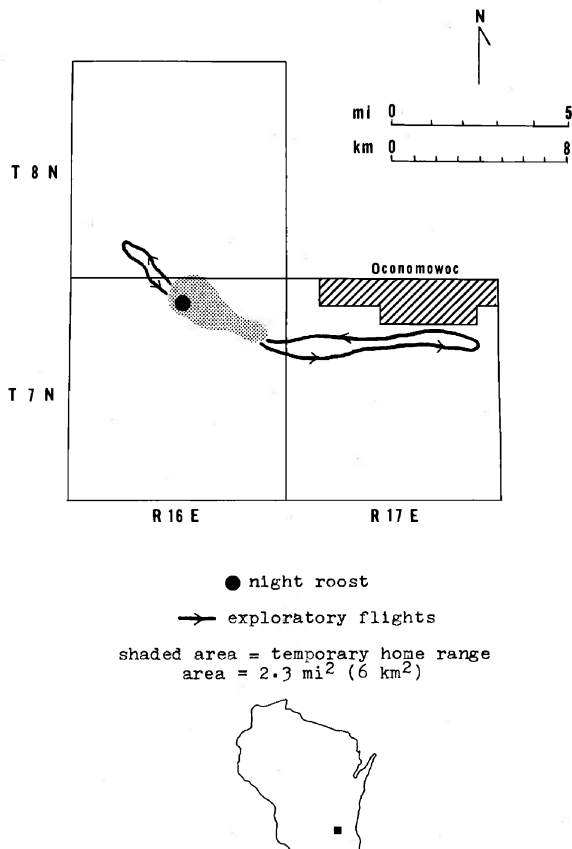 N
mi 0 5
km 0 8
T 8 N
Oconomowoc
T 7 N
R 16 E R 17 E
night roost
exploratory flights
shaded area = temporary home range
area = 2.3 mi² (6 km²)